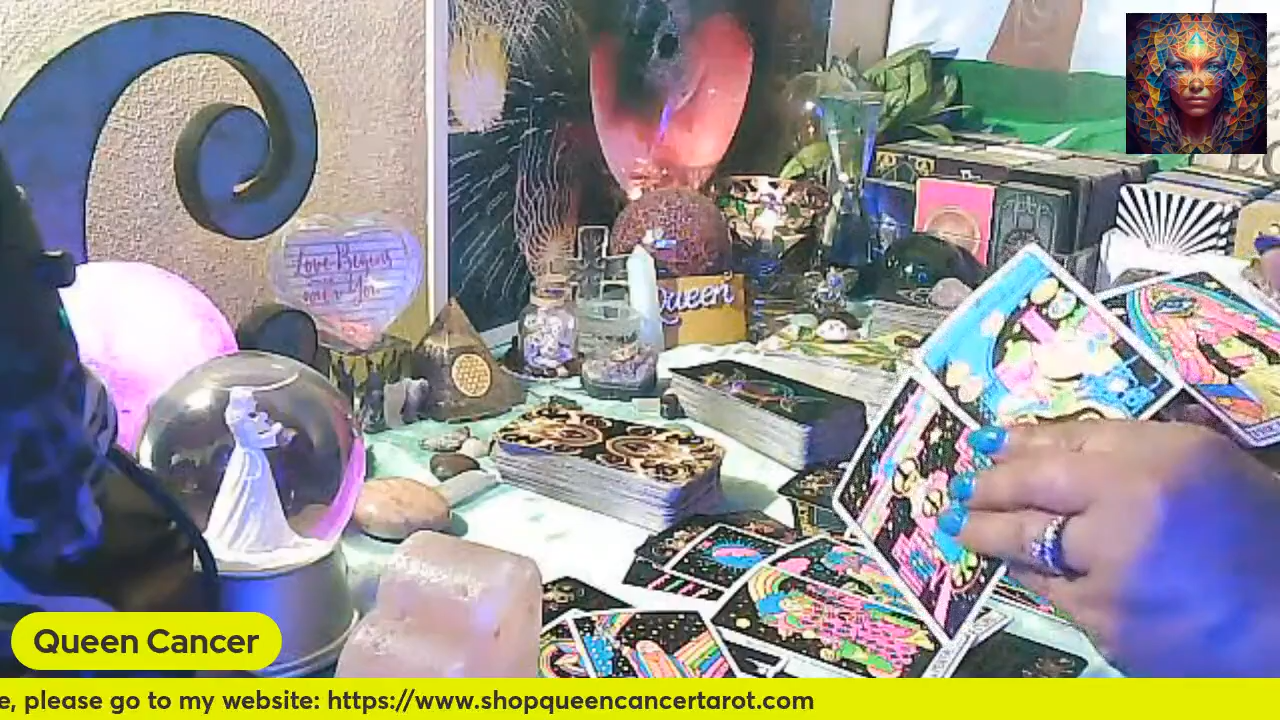 Love Begins
with You
Queen
Queen Cancer
e, please go to my website: https://www.shopqueencancertarot.com